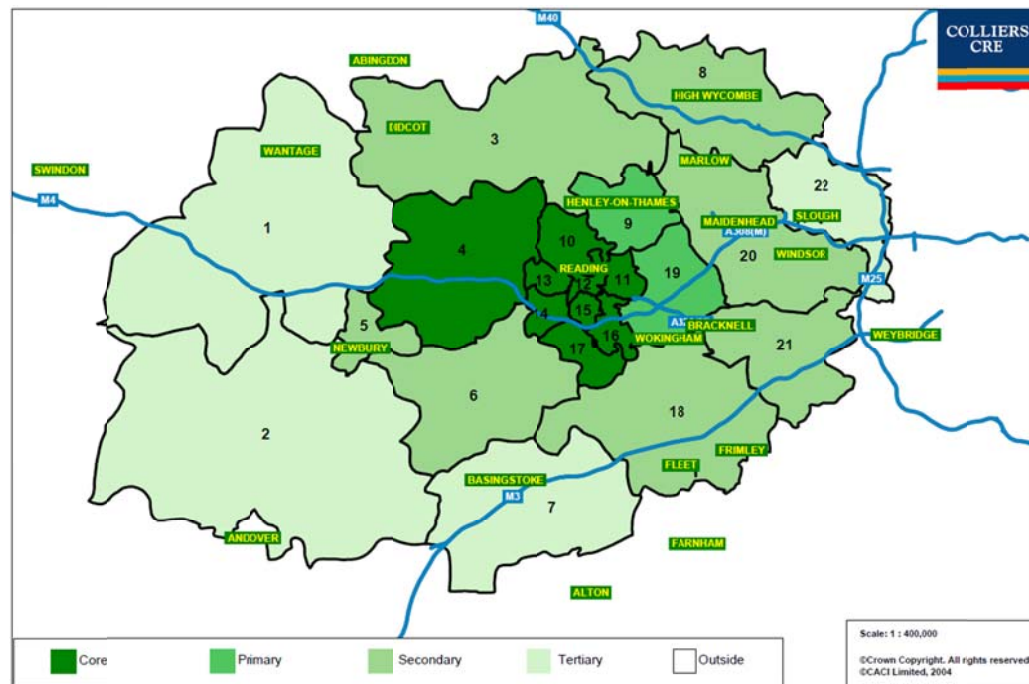 COLLIERS
CRE
M40
ABINGDON
8
HIGH WYCOMBE
DIDCOT
3
WANTAGE
MARLOW
SWINDON
22
M4
HENLEY-ON-THAMES
SLOUGH
9
MAIDENHEAD
A308(M)
1
4
10
20
WINDSOR
READING
19
M25
13
12
11
14
15
5
BRACKNELL
WEYBRIDGE
16
WOKINGHAM
NEWBURY
17
21
6
18
2
FRIMLEY
FLEET
BASINGSTOKE
M3
7
ANDOVER
FARNHAM
ALTON
Core
Primary
Secondary
Tertiary
Outside
Scale: 1 : 400,000
©Crown Copyright. All rights reserved
©CACI Limited, 2004